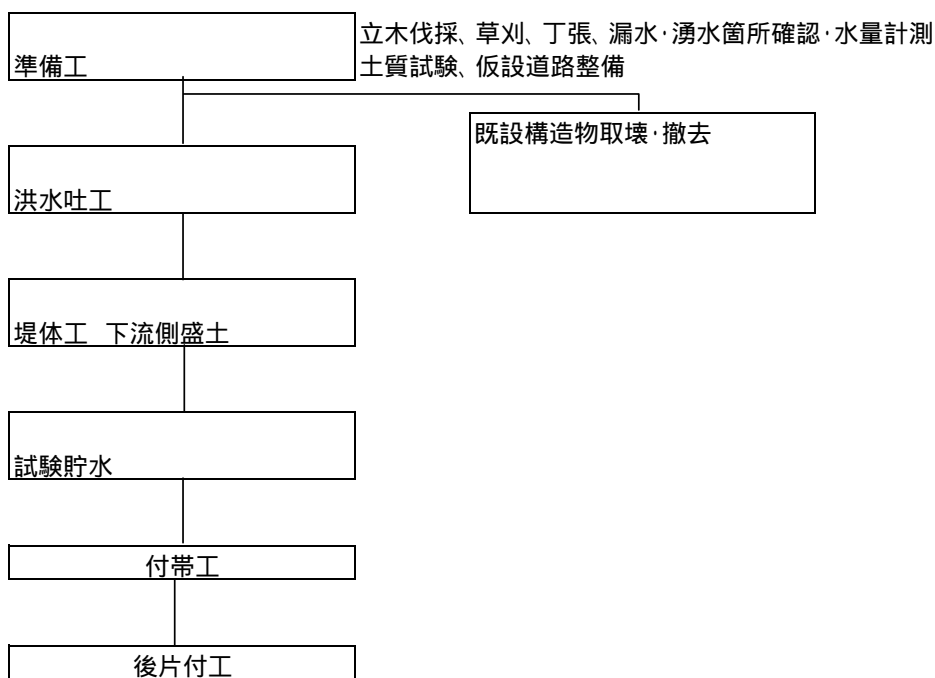 立木伐採、草刈、丁張、漏水･湧水箇所確認･水量計測
準備工
土質試験、仮設道路整備
既設構造物取壊･撤去
洪水吐工
堤体工 下流側盛土
試験貯水
付帯工
後片付工